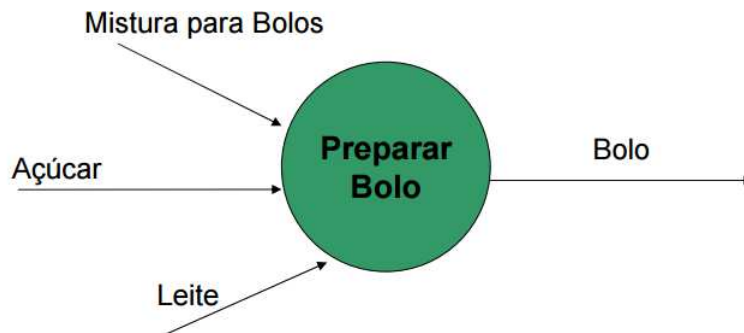 Mistura para Bolos
Preparar
Bolo
Bolo
Açúcar
Leite